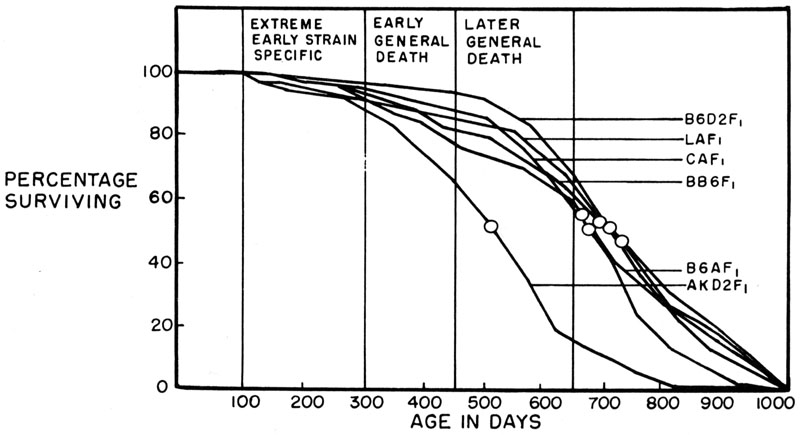 EXTREME
EARLY STRAIN
SPECIFIC
EARLY
GENERAL
DEATH
LATER
GENERAL
DEATH
100
80
60
40
20
0
PERCENTAGE
SURVIVING
B6D2F₁
LAF₁
CAF₁
BB6F₁
B6AF₁
AKD2F₁
100 200 300 400 500 600 700 800 900 1000
AGE IN DAYS